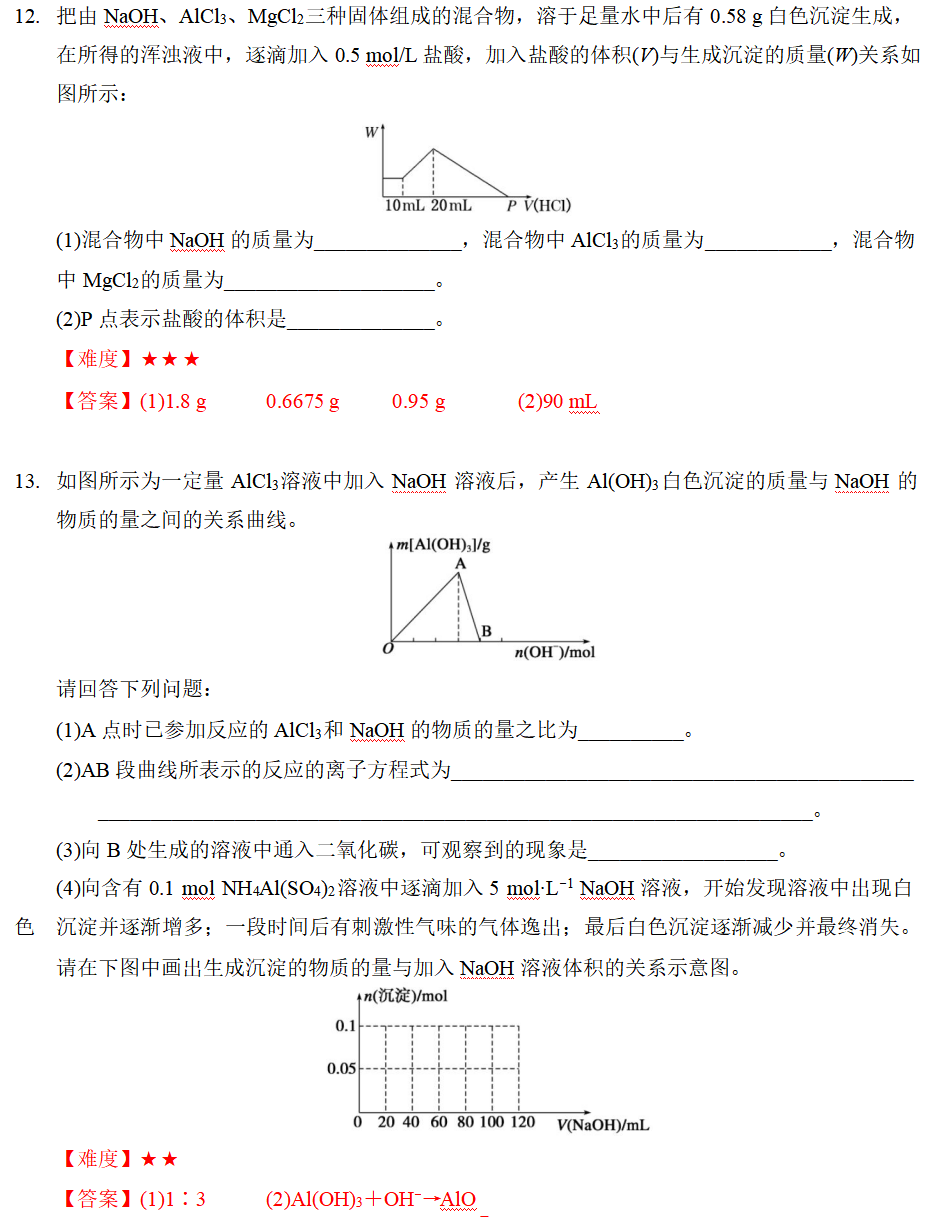 12. 把由 NaOH、AlCl₃、MgCl₂三种固体组成的混合物，溶于足量水中后有 0.58 g 白色沉淀生成，
在所得的浑浊液中，逐滴加入 0.5 mol/L 盐酸，加入盐酸的体积(V)与生成沉淀的质量(W)关系如
图所示：
W
10mL 20mL P V(HCl)
(1)混合物中 NaOH 的质量为______________，混合物中 AlCl₃的质量为____________，混合物
中 MgCl₂的质量为____________________。
(2)P 点表示盐酸的体积是______________。
【难度】★★★
【答案】(1)1.8 g 0.6675 g 0.95 g (2)90 mL
13. 如图所示为一定量 AlCl₃溶液中加入 NaOH 溶液后，产生 Al(OH)₃白色沉淀的质量与 NaOH 的
物质的量之间的关系曲线。
m[Al(OH)₃]/g
A
B
O
n(OH⁻)/mol
请回答下列问题：
(1)A 点时已参加反应的 AlCl₃和 NaOH 的物质的量之比为__________。
(2)AB 段曲线所表示的反应的离子方程式为____________________________________________
____________________________________________________________________。
(3)向 B 处生成的溶液中通入二氧化碳，可观察到的现象是__________________。
(4)向含有 0.1 mol NH₄Al(SO₄)₂溶液中逐滴加入 5 mol·L⁻¹ NaOH 溶液，开始发现溶液中出现白
色 沉淀并逐渐增多；一段时间后有刺激性气味的气体逸出；最后白色沉淀逐渐减少并最终消失。
请在下图中画出生成沉淀的物质的量与加入 NaOH 溶液体积的关系示意图。
n(沉淀)/mol
0.1
0.05
0 20 40 60 80 100 120 V(NaOH)/mL
【难度】★★
【答案】(1)1∶3 (2)Al(OH)₃＋OH⁻→AlO